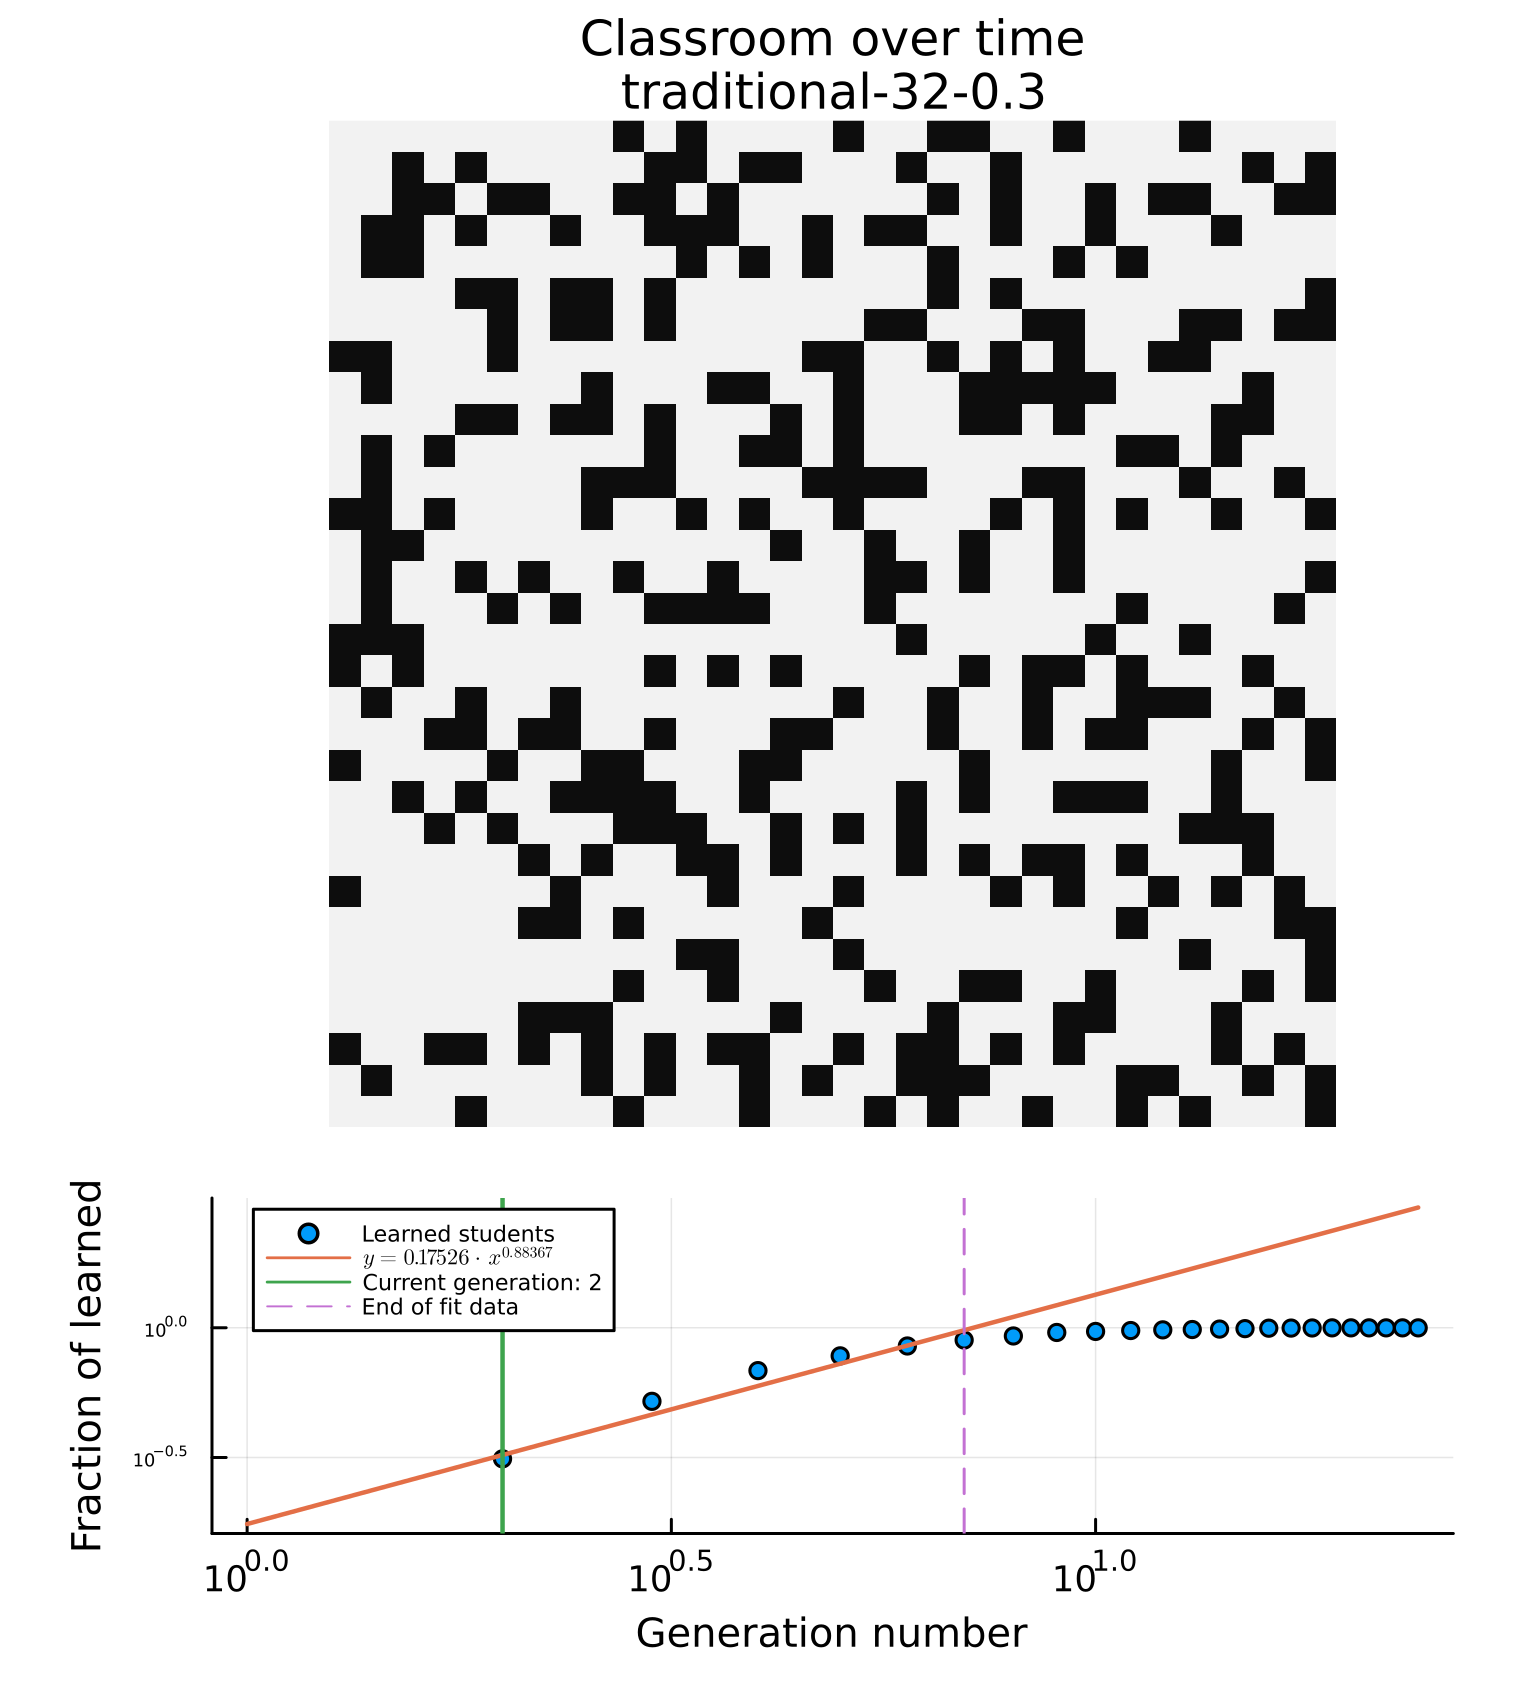 Classroom over time
traditional-32-0.3
Fraction of learned
Learned students
y = 0.17526 · x^0.88367
Current generation: 2
End of fit data
10^0.0
10^−0.5
10^0.0 10^0.5 10^1.0
Generation number